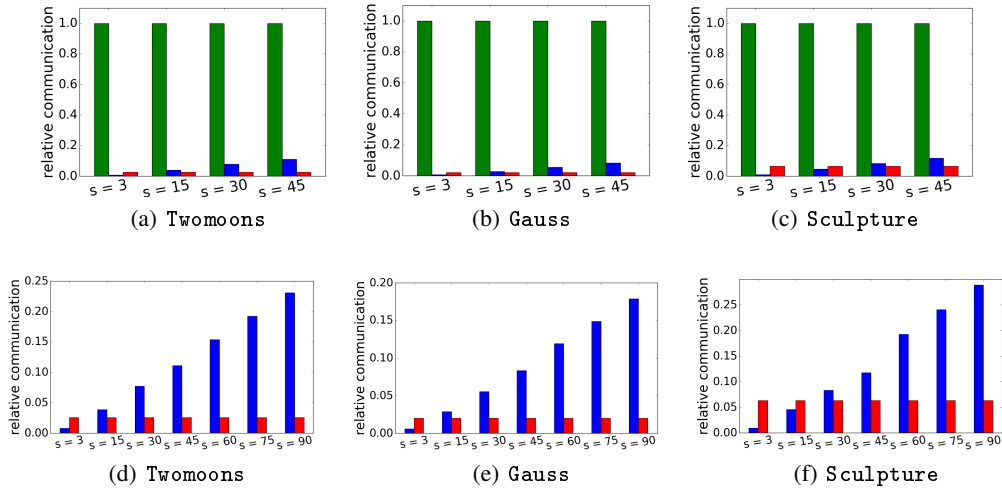 relative communication
1.0
0.8
0.6
0.4
0.2
0.0
s = 3
s = 15
s = 30
s = 45
(a) Twomoons
relative communication
1.0
0.8
0.6
0.4
0.2
0.0
s = 3
s = 15
s = 30
s = 45
(b) Gauss
relative communication
1.0
0.8
0.6
0.4
0.2
0.0
s = 3
s = 15
s = 30
s = 45
(c) Sculpture
relative communication
0.25
0.20
0.15
0.10
0.05
0.00
s = 3
s = 15
s = 30
s = 45
s = 60
s = 75
s = 90
(d) Twomoons
relative communication
0.20
0.15
0.10
0.05
0.00
s = 3
s = 15
s = 30
s = 45
s = 60
s = 75
s = 90
(e) Gauss
relative communication
0.25
0.20
0.15
0.10
0.05
0.00
s = 3
s = 15
s = 30
s = 45
s = 60
s = 75
s = 90
(f) Sculpture